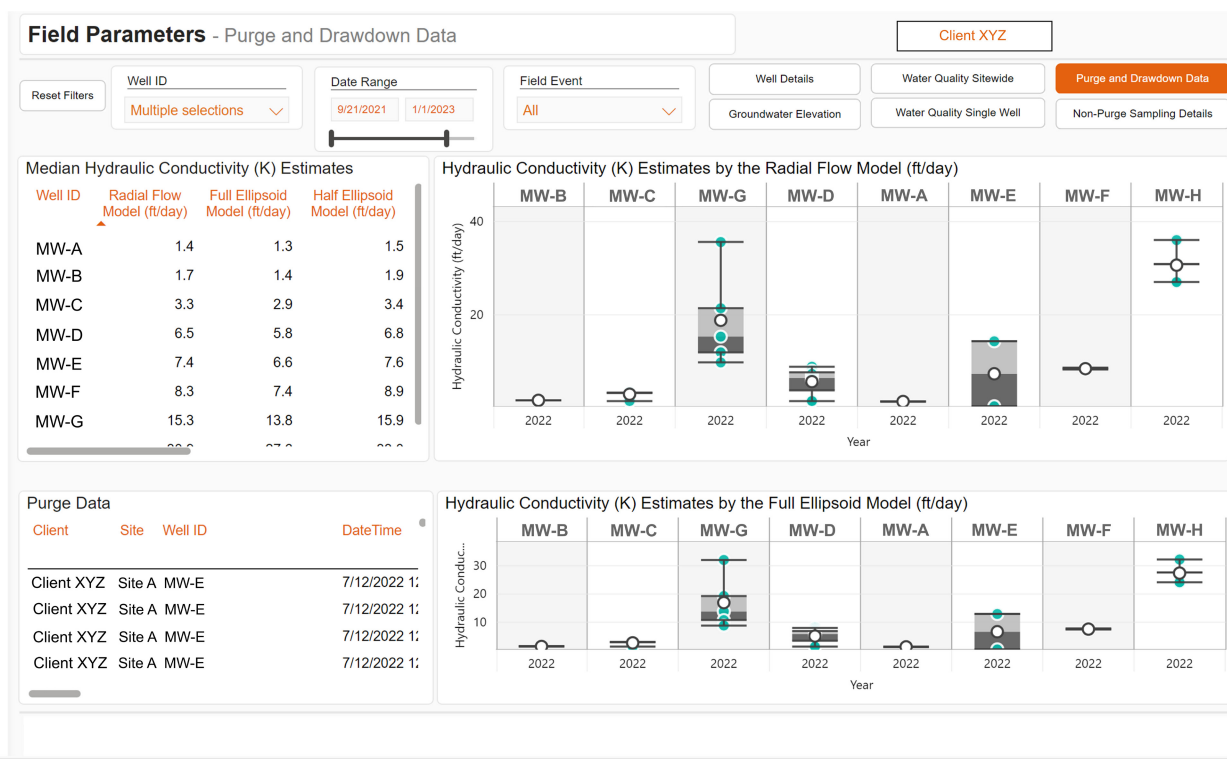 Field Parameters - Purge and Drawdown Data
Client XYZ
Reset Filters
Well ID
Multiple selections
Date Range
9/21/2021 1/1/2023
Field Event
All
Well Details
Water Quality Sitewide
Purge and Drawdown Data
Groundwater Elevation
Water Quality Single Well
Non-Purge Sampling Details
Median Hydraulic Conductivity (K) Estimates
Well ID Radial Flow Full Ellipsoid Half Ellipsoid
Model (ft/day) Model (ft/day) Model (ft/day)
MW-A 1.4 1.3 1.5
MW-B 1.7 1.4 1.9
MW-C 3.3 2.9 3.4
MW-D 6.5 5.8 6.8
MW-E 7.4 6.6 7.6
MW-F 8.3 7.4 8.9
MW-G 15.3 13.8 15.9
Hydraulic Conductivity (K) Estimates by the Radial Flow Model (ft/day)
MW-B MW-C MW-G MW-D MW-A MW-E MW-F MW-H
Hydraulic Conductivity (ft/day)
40
20
2022 2022 2022 2022 2022 2022 2022 2022
Year
Purge Data
Client Site Well ID DateTime
Client XYZ Site A MW-E 7/12/2022
Client XYZ Site A MW-E 7/12/2022
Client XYZ Site A MW-E 7/12/2022
Client XYZ Site A MW-E 7/12/2022
Hydraulic Conductivity (K) Estimates by the Full Ellipsoid Model (ft/day)
MW-B MW-C MW-G MW-D MW-A MW-E MW-F MW-H
Hydraulic Conduc...
30
20
10
2022 2022 2022 2022 2022 2022 2022 2022
Year